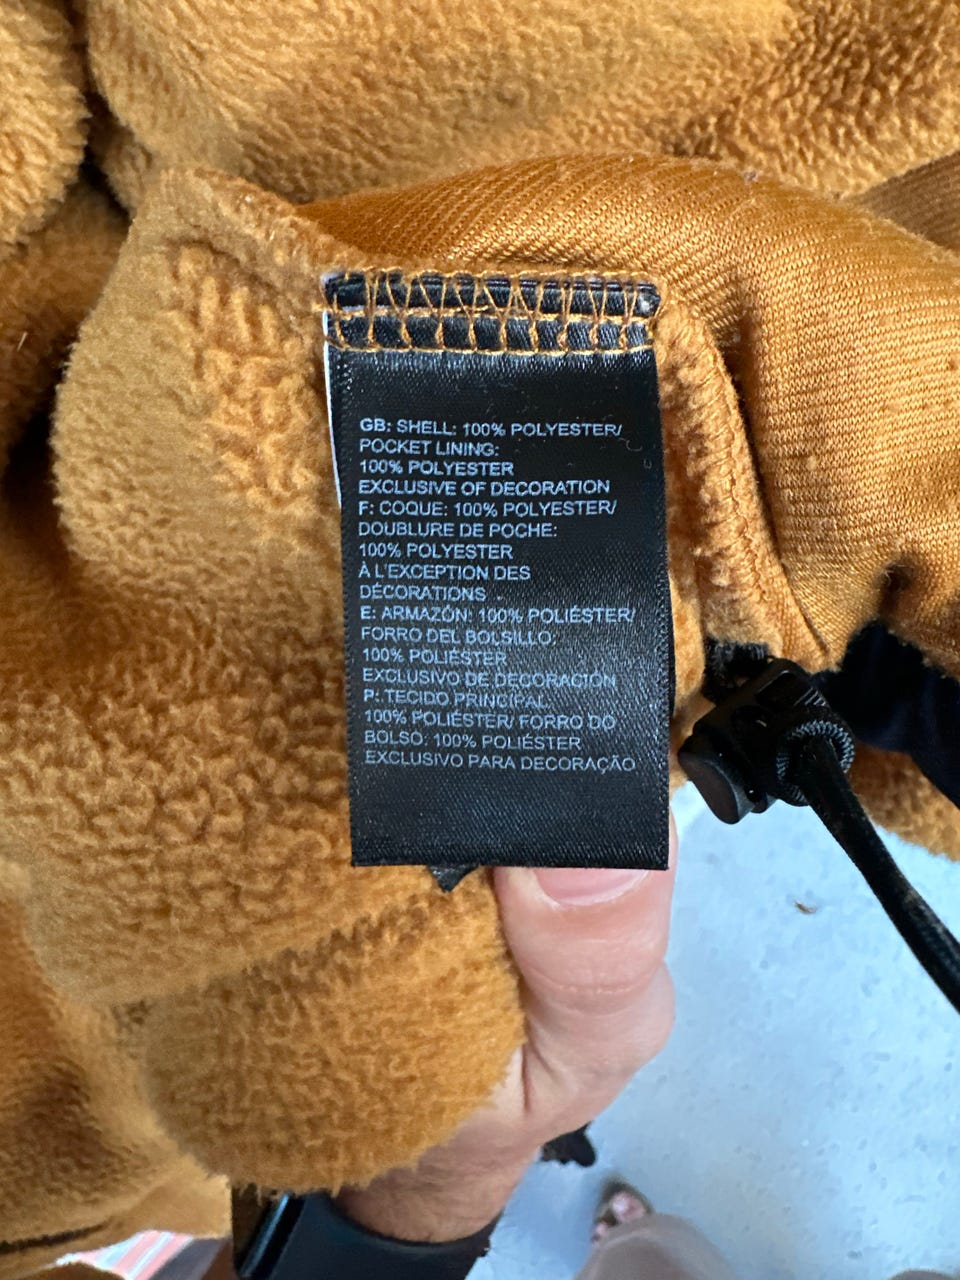 GB: SHELL: 100% POLYESTER/
POCKET LINING:
100% POLYESTER
EXCLUSIVE OF DECORATION
F: COQUE: 100% POLYESTER/
DOUBLURE DE POCHE:
100% POLYESTER
À L'EXCEPTION DES
DÉCORATIONS
E: ARMAZÓN: 100% POLIÉSTER/
FORRO DEL BOLSILLO:
100% POLIÉSTER
EXCLUSIVO DE DECORACIÓN
P: TECIDO PRINCIPAL
100% POLIÉSTER/ FORRO DO
BOLSO: 100% POLIÉSTER
EXCLUSIVO PARA DECORAÇÃO